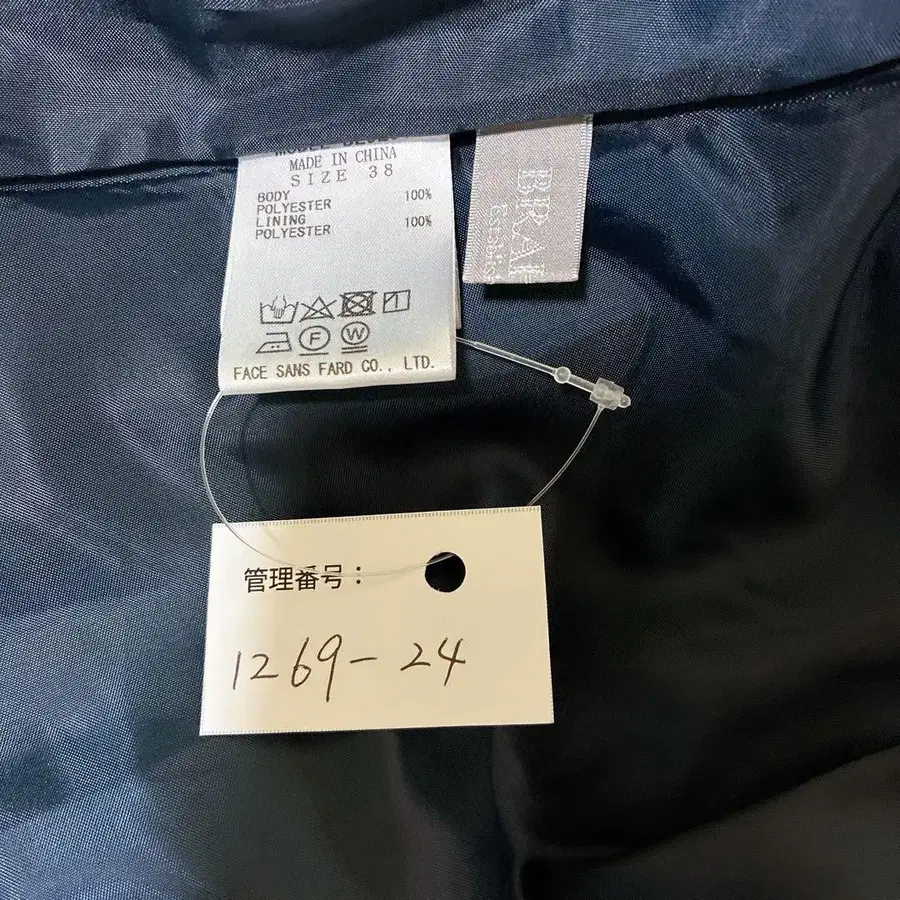 MADE IN CHINA
SIZE 38
BODY
POLYESTER 100%
LINING
POLYESTER 100%
F
W
FACE SANS FARD CO., LTD.
管理番号：
1269-24